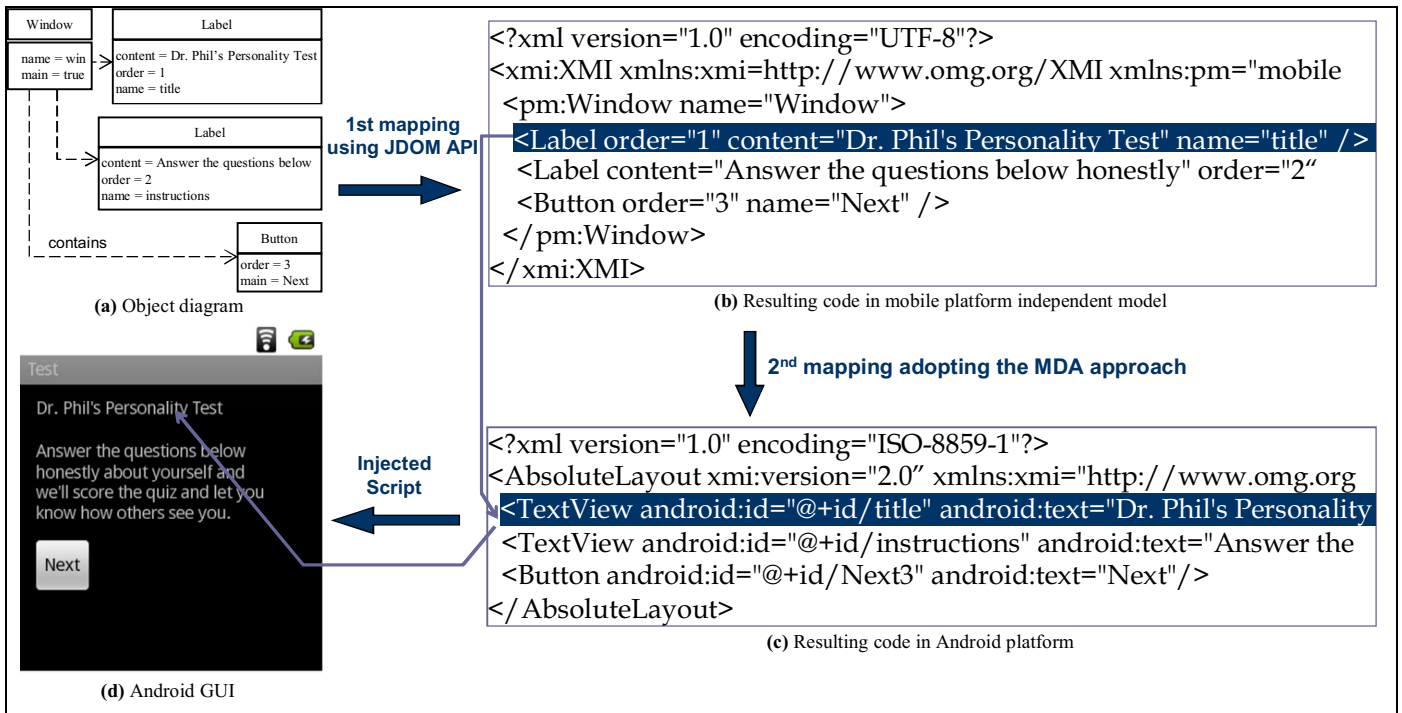 Window
name = win
main = true
Label
content = Dr. Phil's Personality Test
order = 1
name = title
Label
content = Answer the questions below
order = 2
name = instructions
contains
Button
order = 3
main = Next
(a) Object diagram
1st mapping
using JDOM API
<?xml version="1.0" encoding="UTF-8"?>
<xmi:XMI xmlns:xmi=http://www.omg.org/XMI xmlns:pm="mobile
<pm:Window name="Window">
<Label order="1" content="Dr. Phil's Personality Test" name="title" />
<Label content="Answer the questions below honestly" order="2“
<Button order="3" name="Next" />
</pm:Window>
</xmi:XMI>
(b) Resulting code in mobile platform independent model
2nd mapping adopting the MDA approach
<?xml version="1.0" encoding="ISO-8859-1"?>
<AbsoluteLayout xmi:version="2.0” xmlns:xmi="http://www.omg.org
<TextView android:id="@+id/title" android:text="Dr. Phil's Personality
<TextView android:id="@+id/instructions" android:text="Answer the
<Button android:id="@+id/Next3" android:text="Next"/>
</AbsoluteLayout>
(c) Resulting code in Android platform
Injected
Script
Test
Dr. Phil's Personality Test
Answer the questions below
honestly about yourself and
we'll score the quiz and let you
know how others see you.
Next
(d) Android GUI